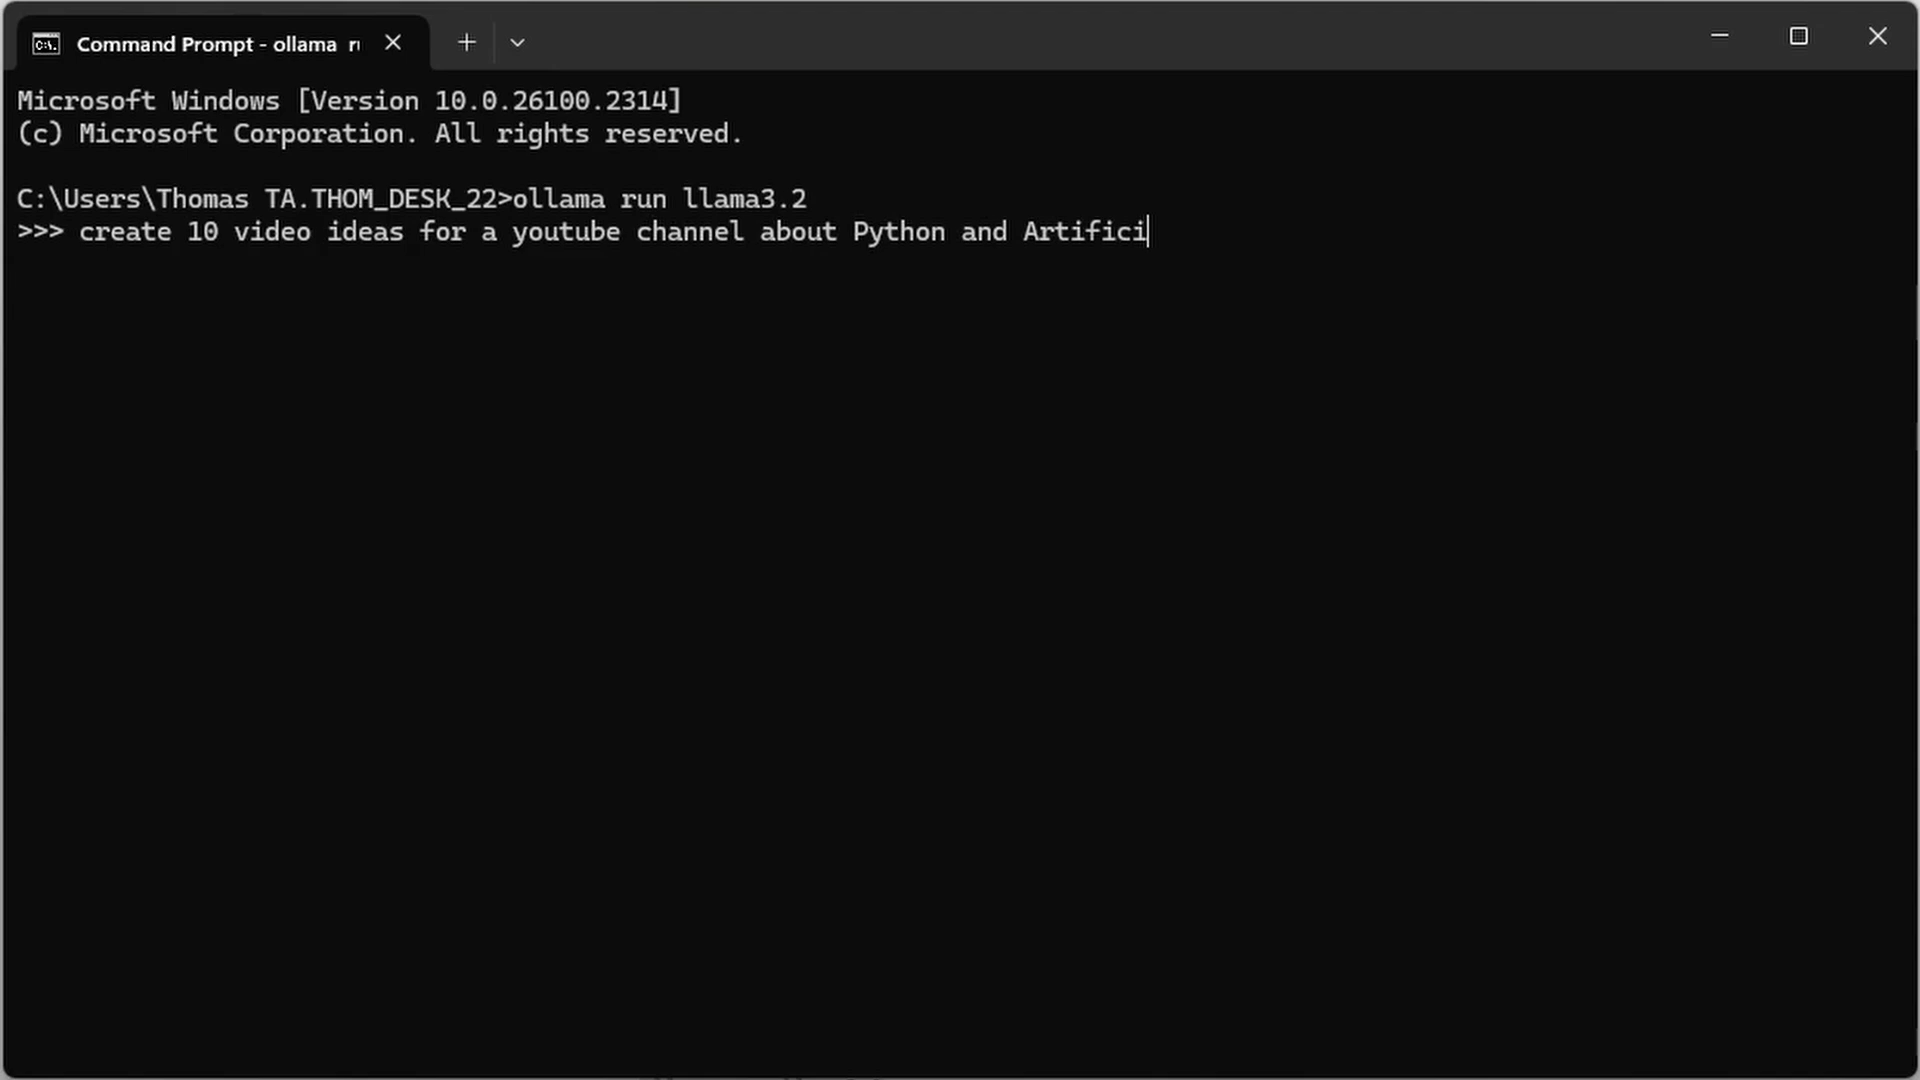 Command Prompt - ollama r
Microsoft Windows [Version 10.0.26100.2314]
(c) Microsoft Corporation. All rights reserved.
C:\Users\Thomas TA.THOM_DESK_22>ollama run llama3.2
>>> create 10 video ideas for a youtube channel about Python and Artifici